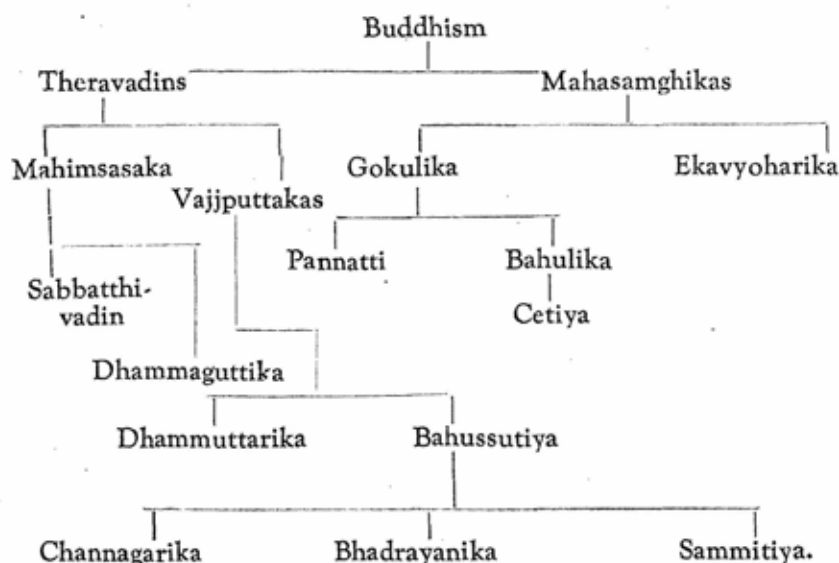 Buddhism
Theravadins
Mahasamghikas
Mahimsasaka
Gokulika
Ekavyoharika
Vajjputtakas
Pannatti
Bahulika
Sabbatthi-
vadin
Cetiya
Dhammaguttika
Dhammuttarika
Bahussutiya
Channagarika
Bhadrayanika
Sammitiya.